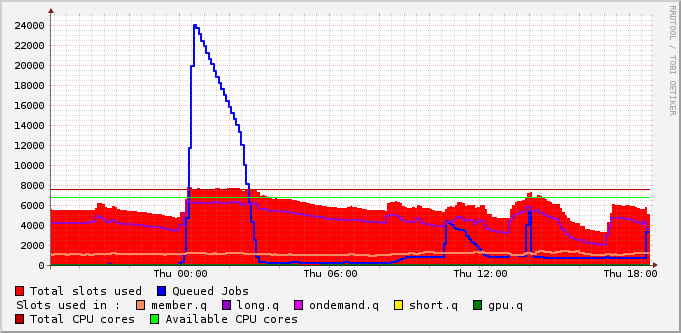 RRDTOOL / TOBI OETIKER
24000
22000
20000
18000
16000
14000
12000
10000
8000
6000
4000
2000
0
Thu 00:00 Thu 06:00 Thu 12:00 Thu 18:00
Total slots used Queued Jobs
Slots used in : member.q long.q ondemand.q short.q gpu.q
Total CPU cores Available CPU cores